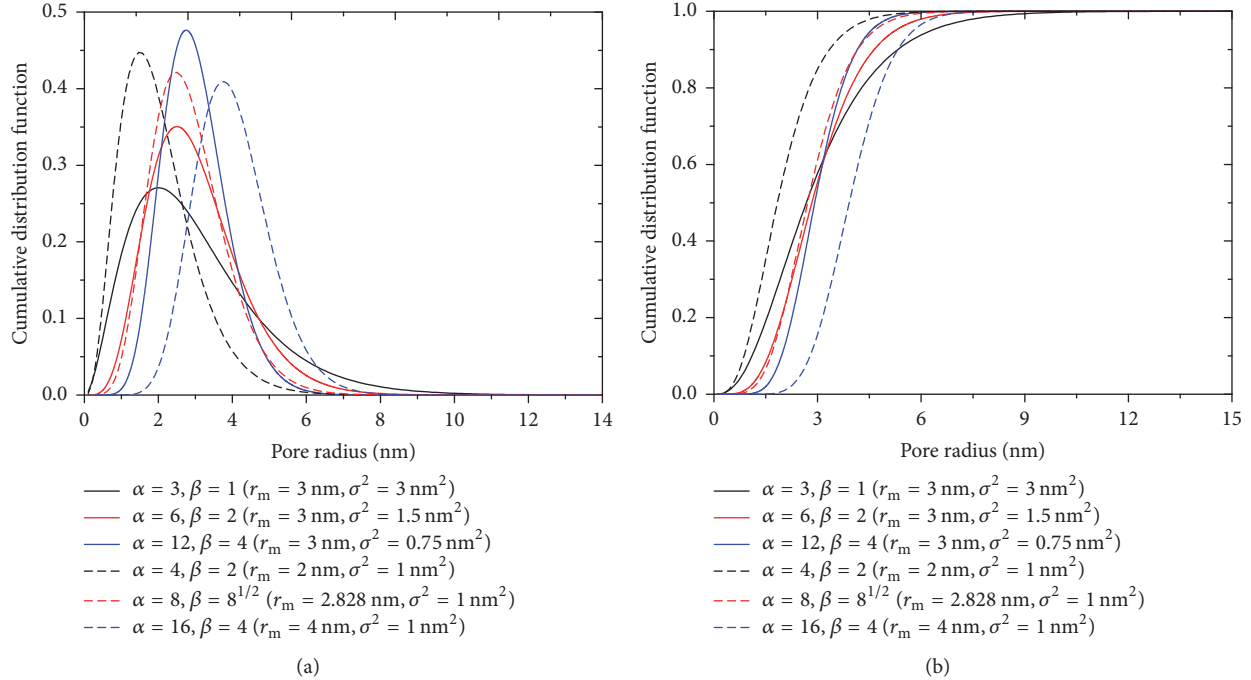 Cumulative distribution function
0.5
0.4
0.3
0.2
0.1
0.0
0 2 4 6 8 10 12 14
Pore radius (nm)
α = 3, β = 1 (r_m = 3 nm, σ² = 3 nm²)
α = 6, β = 2 (r_m = 3 nm, σ² = 1.5 nm²)
α = 12, β = 4 (r_m = 3 nm, σ² = 0.75 nm²)
α = 4, β = 2 (r_m = 2 nm, σ² = 1 nm²)
α = 8, β = 8^{1/2} (r_m = 2.828 nm, σ² = 1 nm²)
α = 16, β = 4 (r_m = 4 nm, σ² = 1 nm²)
(a)
Cumulative distribution function
1.0
0.8
0.6
0.4
0.2
0.0
0 3 6 9 12 15
Pore radius (nm)
α = 3, β = 1 (r_m = 3 nm, σ² = 3 nm²)
α = 6, β = 2 (r_m = 3 nm, σ² = 1.5 nm²)
α = 12, β = 4 (r_m = 3 nm, σ² = 0.75 nm²)
α = 4, β = 2 (r_m = 2 nm, σ² = 1 nm²)
α = 8, β = 8^{1/2} (r_m = 2.828 nm, σ² = 1 nm²)
α = 16, β = 4 (r_m = 4 nm, σ² = 1 nm²)
(b)